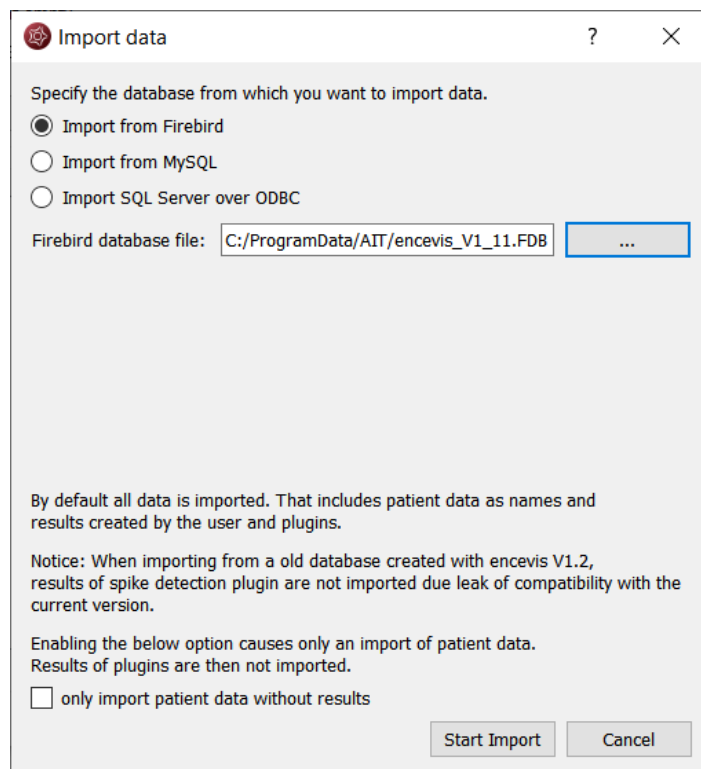 Import data
?
Specify the database from which you want to import data.
Import from Firebird
Import from MySQL
Import SQL Server over ODBC
Firebird database file: C:/ProgramData/AIT/encevis_V1_11.FDB ...
By default all data is imported. That includes patient data as names and
results created by the user and plugins.
Notice: When importing from a old database created with encevis V1.2,
results of spike detection plugin are not imported due leak of compatibility with the
current version.
Enabling the below option causes only an import of patient data.
Results of plugins are then not imported.
only import patient data without results
Start Import Cancel